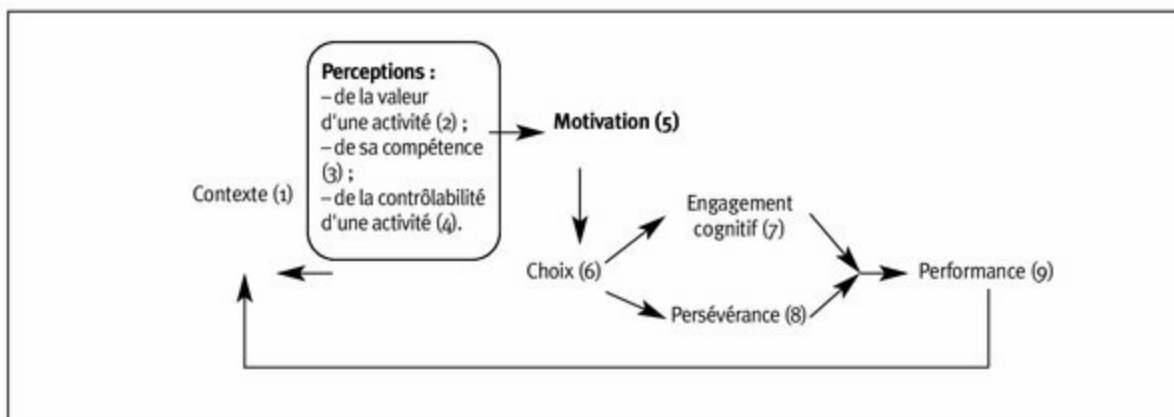 Perceptions :
– de la valeur
d'une activité (2) ;
– de sa compétence
(3) ;
– de la contrôlabilité
d'une activité (4).
Motivation (5)
Contexte (1)
Engagement
cognitif (7)
Choix (6)
Performance (9)
Persévérance (8)